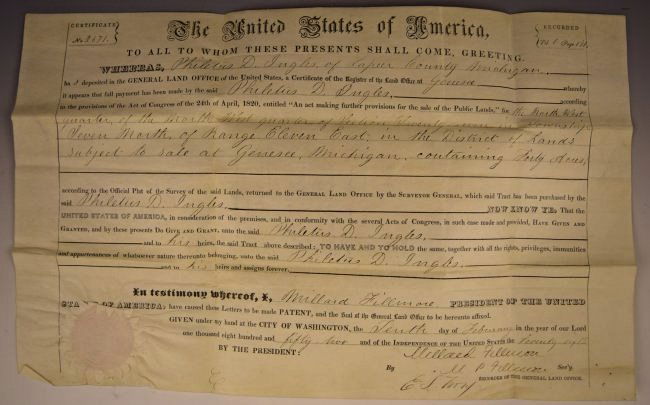 CERTIFICATE
No. 2671.
The United States of America,
RECORDED
Page
TO ALL TO WHOM THESE PRESENTS SHALL COME, GREETING.
WHEREAS, Philetus D. Ingles, of Lapeer County Michigan,
ha s deposited in the GENERAL LAND OFFICE of the United States, a Certificate of the Register of the Land Office at Genesee whereby
it appears that full payment has been made by the said Philetus D. Ingles, according
to the provisions of the Act of Congress of the 24th of April, 1820, entitled "An act making further provisions for the sale of the Public Lands," for the North West
quarter, of the North West quarter of Section Twenty in Township
Eleven North, of Range Eleven East; in the District of Lands
subject to sale at Genesee, Michigan, containing Forty Acres,
according to the Official Plat of the Survey of the said Lands, returned to the GENERAL LAND OFFICE by the SURVEYOR GENERAL, which said Tract has been purchased by the
said Philetus D. Ingles, NOW KNOW YE, That the
UNITED STATES OF AMERICA, in consideration of the premises, and in conformity with the several Acts of Congress, in such case made and provided, HAVE GIVEN
AND GRANTED, and by these presents DO GIVE AND GRANT, unto the said Philetus D. Ingles,
and to his heirs, the said Tract above described; TO HAVE AND TO HOLD the same, together with all the rights, privileges, immunities
and appurtenances of whatsoever nature thereunto belonging, unto the said Philetus D. Ingles,
and to his heirs and assigns forever,
In testimony whereof, I, Millard Fillmore PRESIDENT OF THE UNITED
STATES OF AMERICA, have caused these Letters to be made PATENT, and the Seal of the General Land Office to be hereunto affixed.
GIVEN under my hand at the CITY OF WASHINGTON, the Tenth day of February in the year of our Lord
one thousand eight hundred and fifty two and of the INDEPENDENCE OF THE UNITED STATES the Seventy sixth
BY THE PRESIDENT: Millard Fillmore
By M. P. Fillmore Sec'y.
E. S. Terry RECORDER OF THE GENERAL LAND OFFICE.